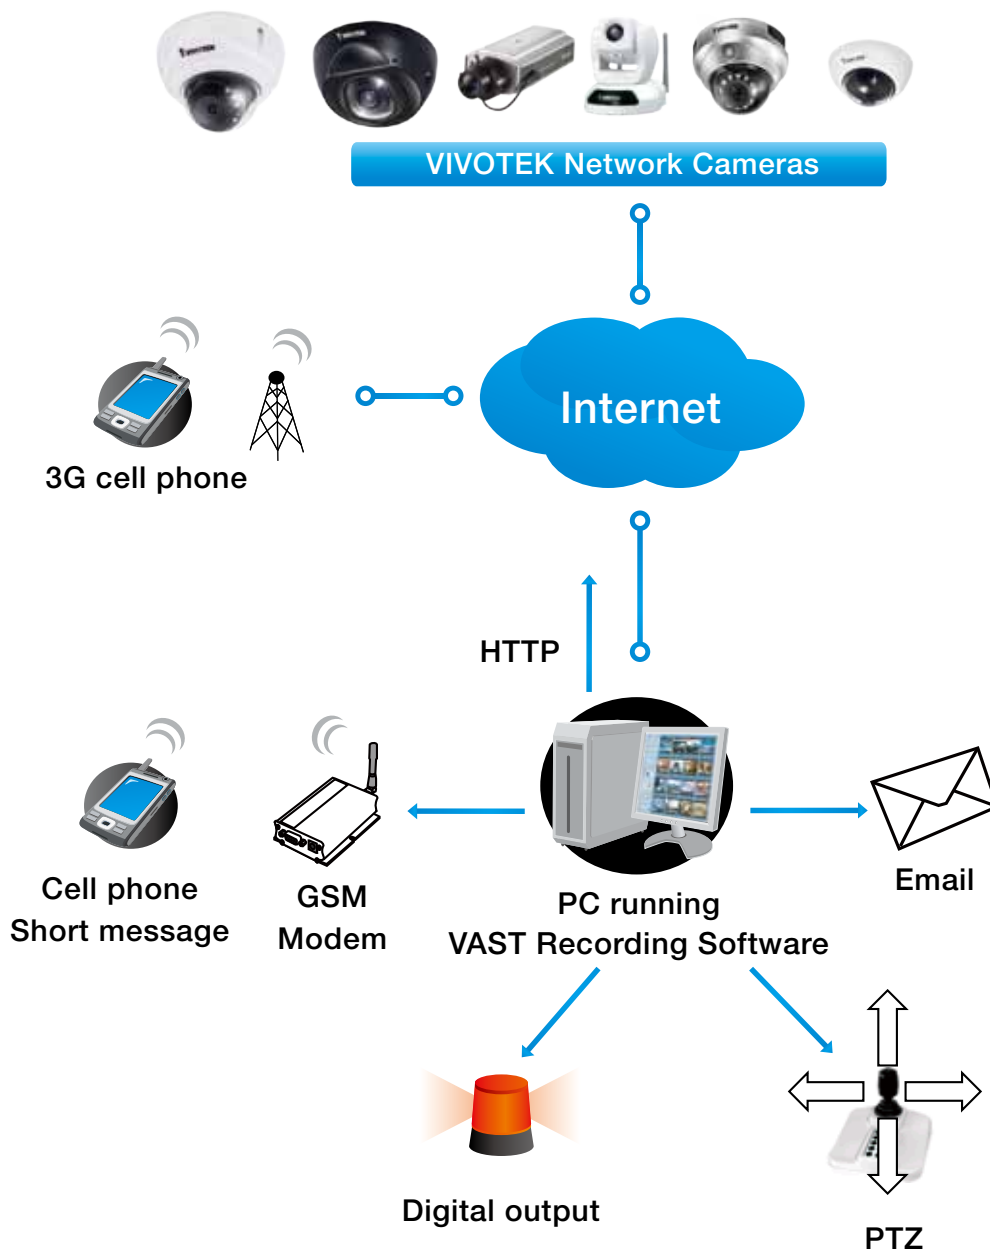 VIVOTEK Network Cameras
Internet
3G cell phone
HTTP
Cell phone
Short message
GSM
Modem
PC running
VAST Recording Software
Email
Digital output
PTZ